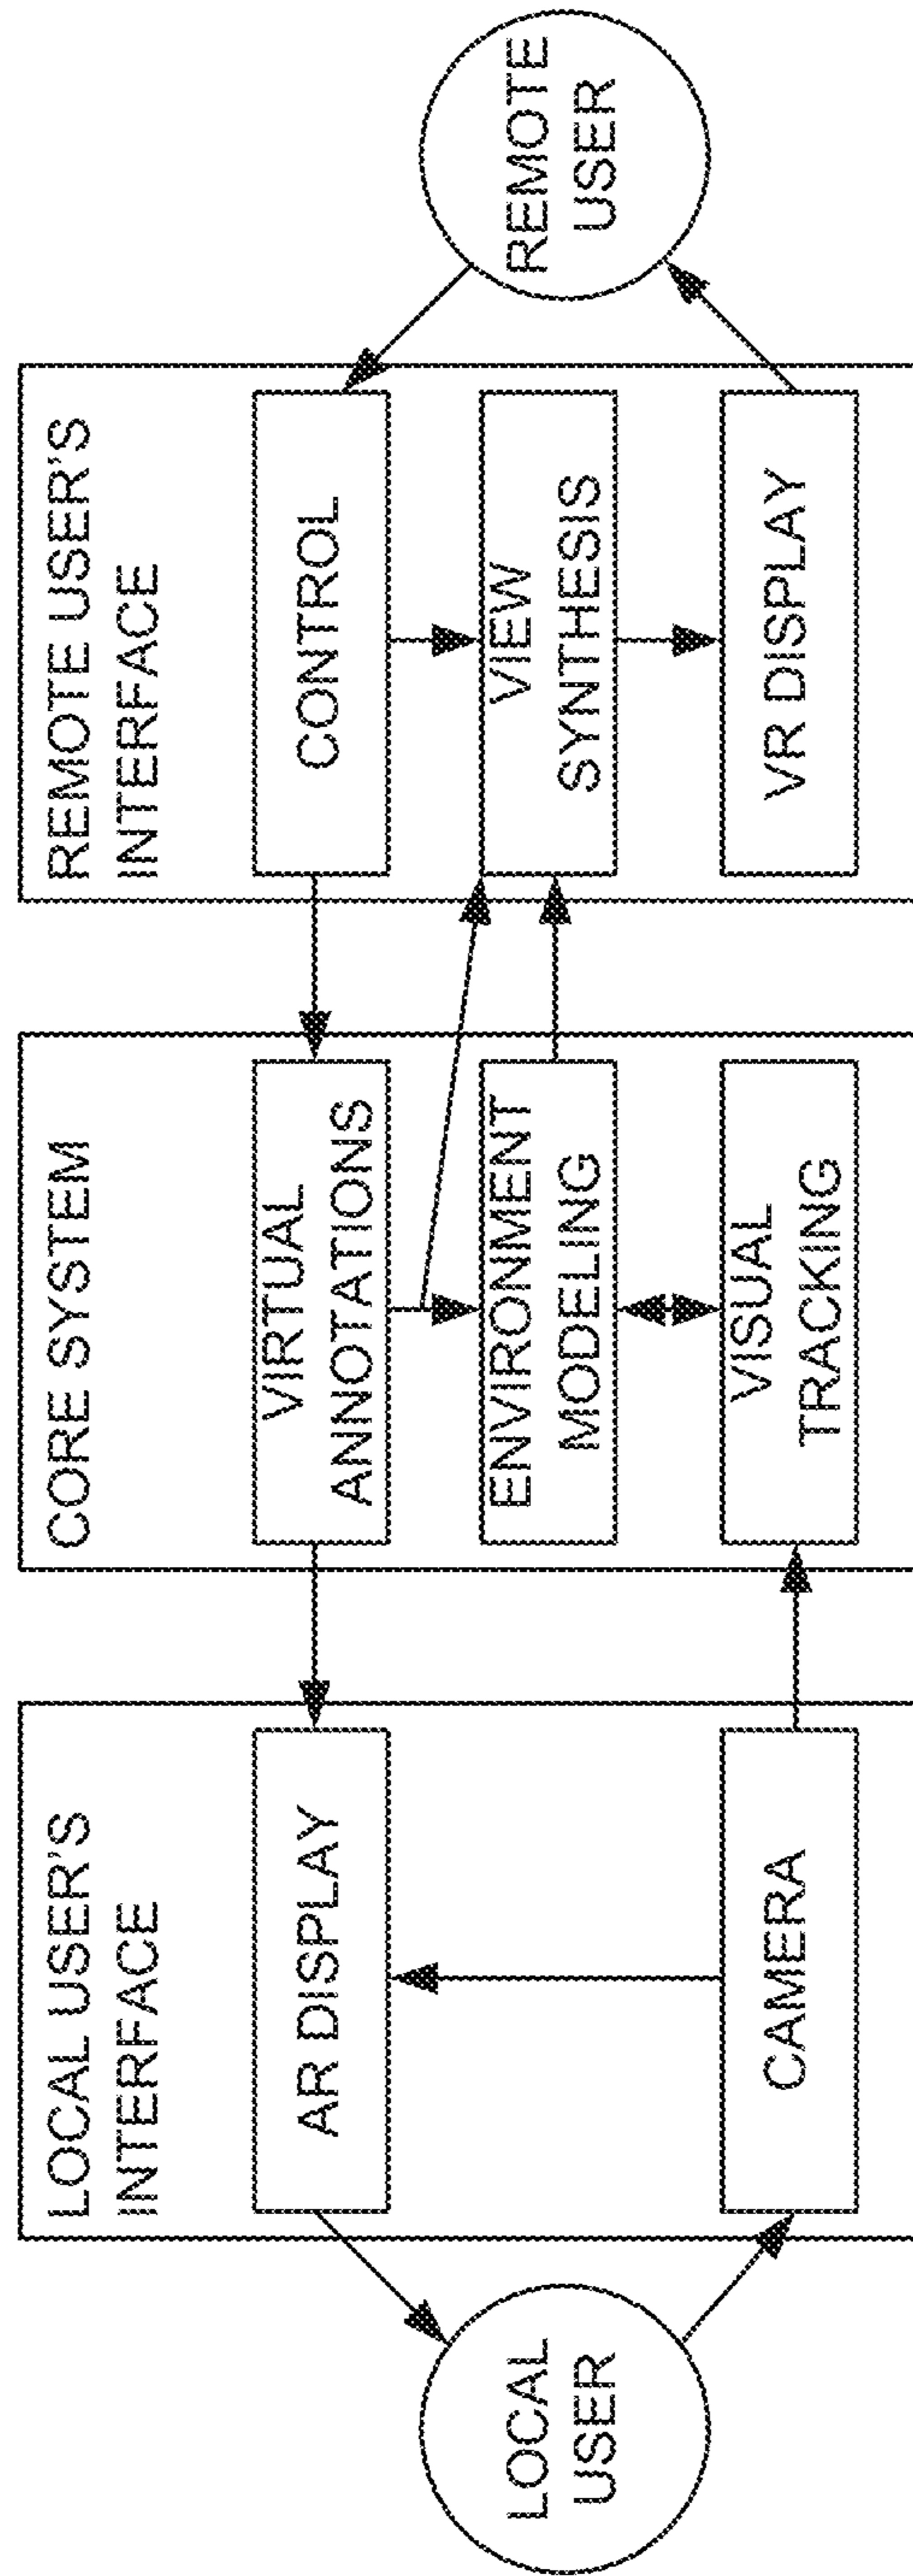 LOCAL USER
LOCAL USER'S
INTERFACE
AR DISPLAY
CAMERA
CORE SYSTEM
VIRTUAL
ANNOTATIONS
ENVIRONMENT
MODELING
VISUAL
TRACKING
REMOTE USER'S
INTERFACE
CONTROL
VIEW
SYNTHESIS
VR DISPLAY
REMOTE
USER